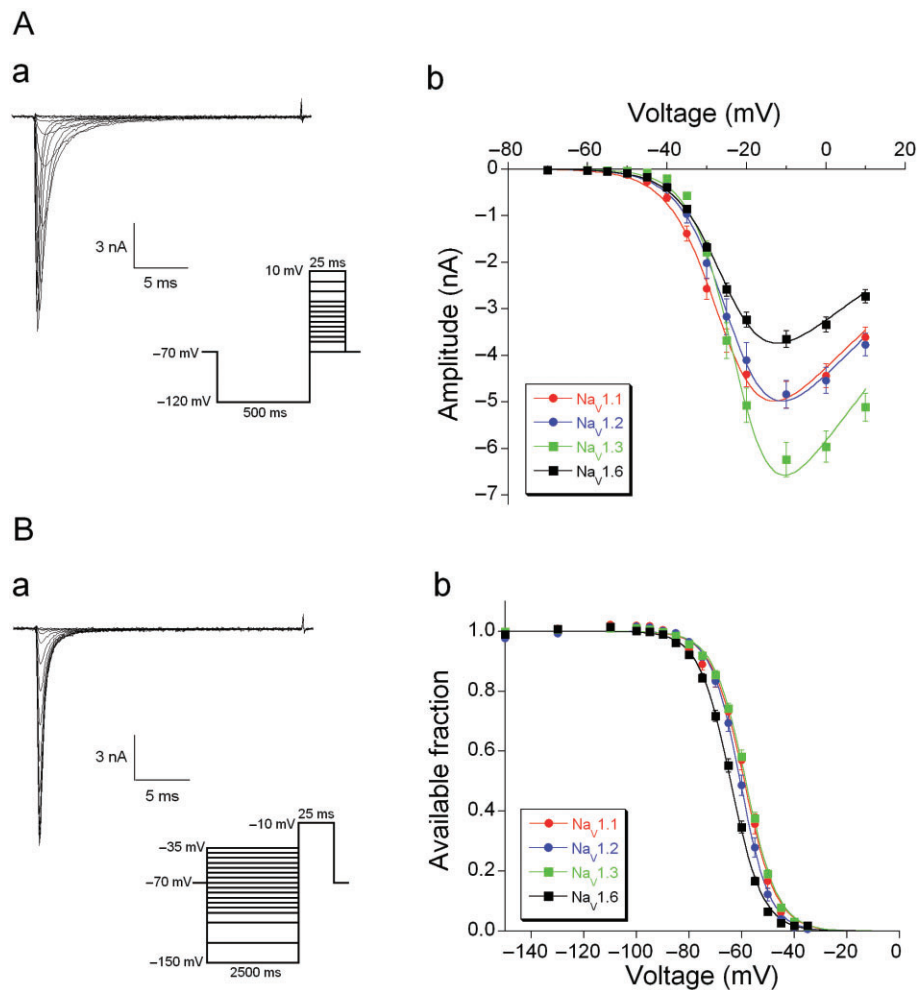 A
a
3 nA
5 ms
10 mV
25 ms
−70 mV
−120 mV
500 ms
b
Voltage (mV)
−80 −60 −40 −20 0 20
0
−1
−2
−3
−4
−5
−6
−7
Amplitude (nA)
NaV1.1
NaV1.2
NaV1.3
NaV1.6
B
a
3 nA
5 ms
−10 mV
25 ms
−35 mV
−70 mV
−150 mV
2500 ms
b
1.0
0.8
0.6
0.4
0.2
0.0
Available fraction
NaV1.1
NaV1.2
NaV1.3
NaV1.6
−140 −120 −100 −80 −60 −40 −20 0
Voltage (mV)